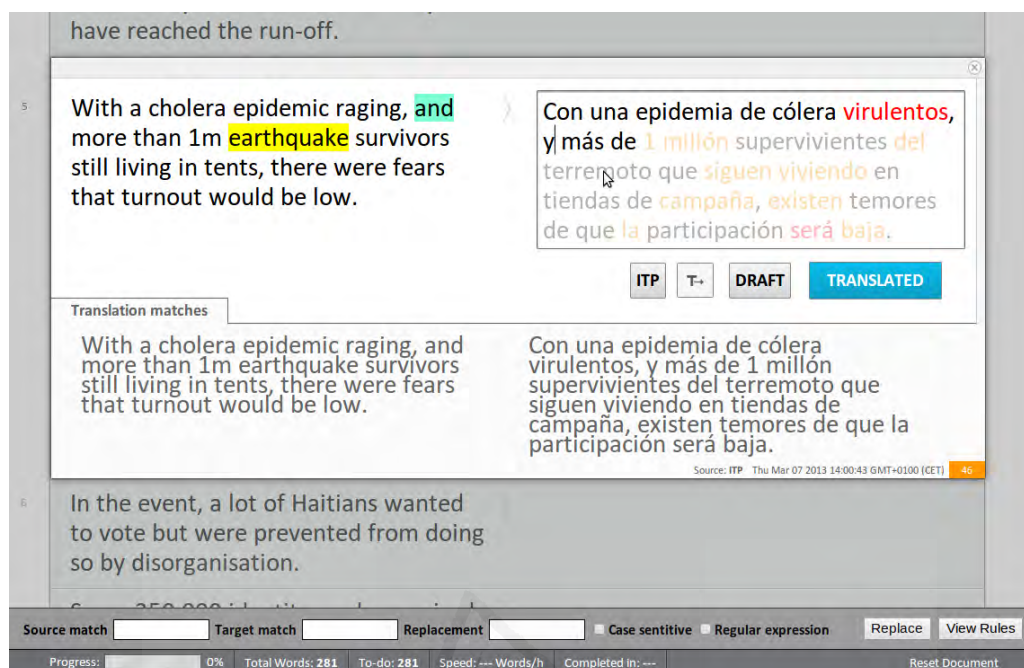 have reached the run-off.
5
With a cholera epidemic raging, and
more than 1m earthquake survivors
still living in tents, there were fears
that turnout would be low.
Con una epidemia de cólera virulentos,
y más de 1 millón supervivientes del
terremoto que siguen viviendo en
tiendas de campaña, existen temores
de que la participación será baja.
ITP T→ DRAFT TRANSLATED
Translation matches
With a cholera epidemic raging, and
more than 1m earthquake survivors
still living in tents, there were fears
that turnout would be low.
Con una epidemia de cólera
virulentos, y más de 1 millón
supervivientes del terremoto que
siguen viviendo en tiendas de
campaña, existen temores de que la
participación será baja.
Source: ITP Thu Mar 07 2013 14:00:43 GMT+0100 (CET) 46
6
In the event, a lot of Haitians wanted
to vote but were prevented from doing
so by disorganisation.
Source match Target match Replacement Case sentitive Regular expression Replace View Rules
Progress: 0% Total Words: 281 To-do: 281 Speed: --- Words/h Completed in: --- Reset Document